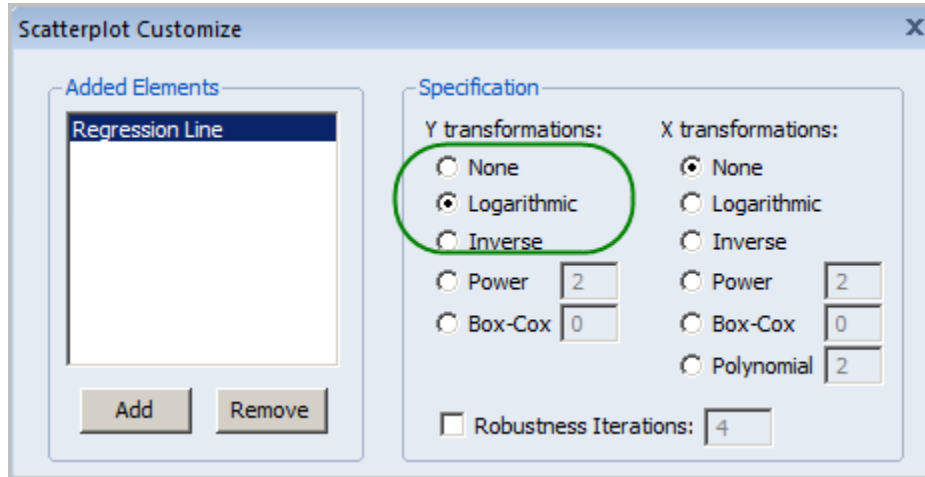 Scatterplot Customize X
Added Elements
Regression Line
Add Remove
Specification
Y transformations: X transformations:
None None
Logarithmic Logarithmic
Inverse Inverse
Power 2 Power 2
Box-Cox 0 Box-Cox 0
Polynomial 2
Robustness Iterations: 4